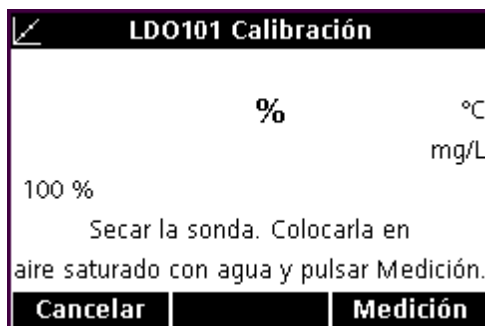 LDO101 Calibración
% °C
mg/L
100 %
Secar la sonda. Colocarla en
aire saturado con agua y pulsar Medición.
Cancelar Medición